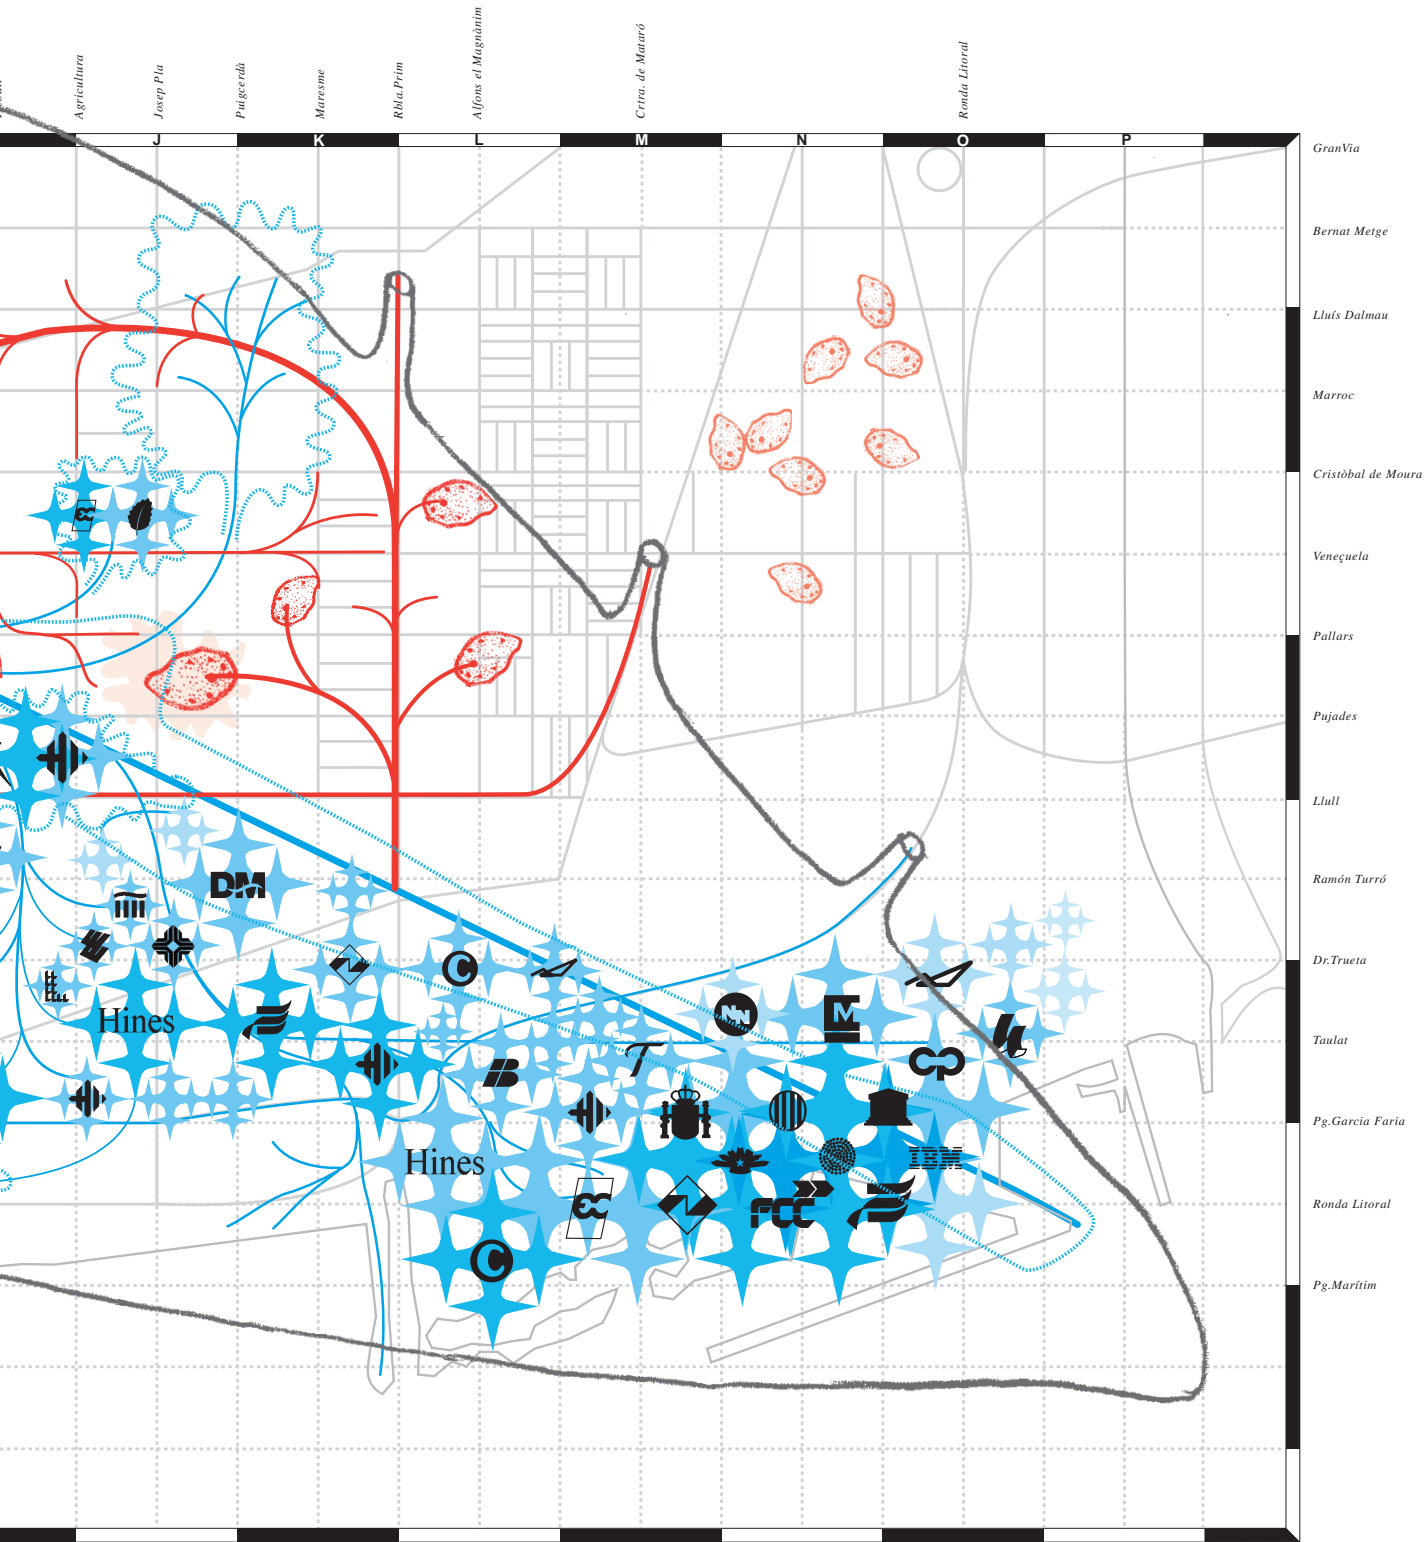 Agricultura
Josep Pla
Puigcerdà
Maresme
Rbla.Prim
Alfons el Magnànim
Crtra. de Mataró
Ronda Litoral
J
K
L
M
N
O
P
GranVia
Bernat Metge
Lluís Dalmau
Marroc
Cristòbal de Moura
Veneçuela
Pallars
Pujades
Llull
Ramón Turró
Dr.Trueta
Taulat
Pg.Garcia Faria
Ronda Litoral
Pg.Marítim
DM
C
Hines
NN
M
B
T
CP
Hines
IBM
FCC
C